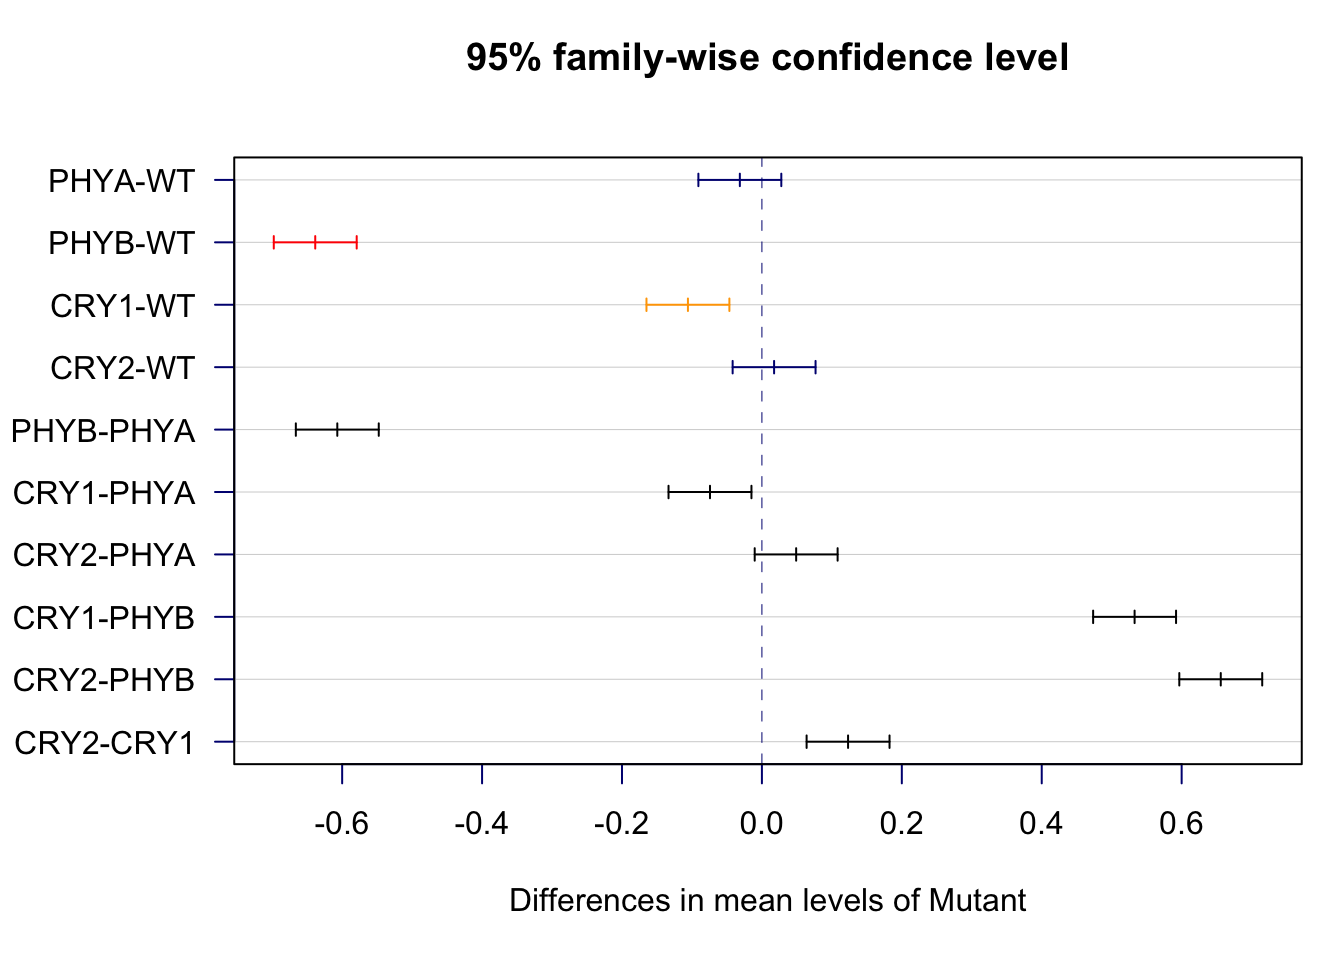 95% family-wise confidence level
PHYA-WT
PHYB-WT
CRY1-WT
CRY2-WT
PHYB-PHYA
CRY1-PHYA
CRY2-PHYA
CRY1-PHYB
CRY2-PHYB
CRY2-CRY1
-0.6 -0.4 -0.2 0.0 0.2 0.4 0.6
Differences in mean levels of Mutant